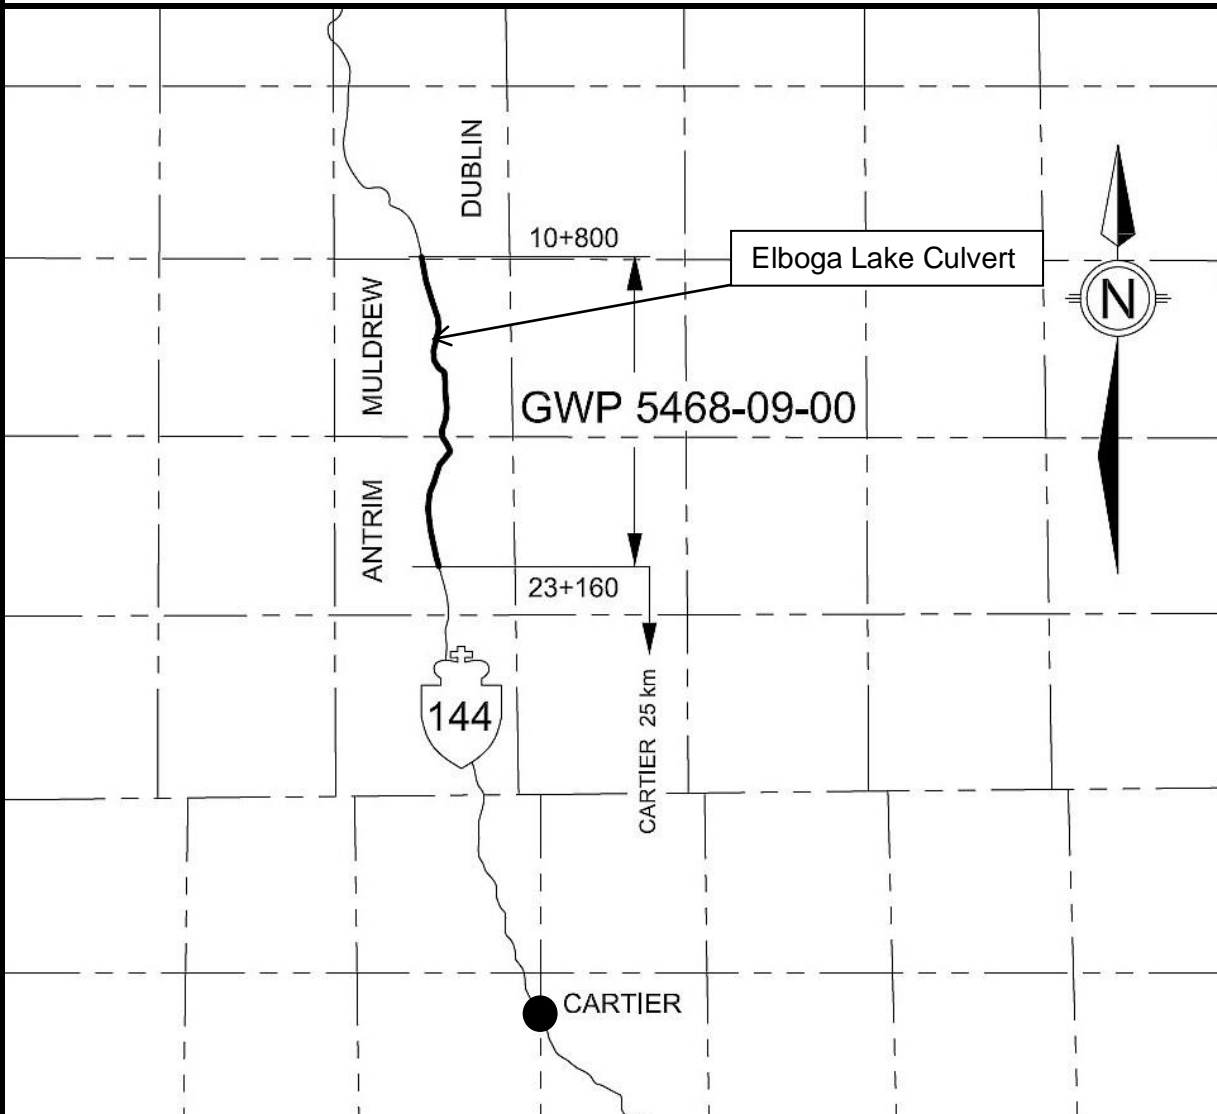 DUBLIN
10+800
Elboga Lake Culvert
N
MULDREW
GWP 5468-09-00
ANTRIM
23+160
144
CARTIER 25 km
CARTIER